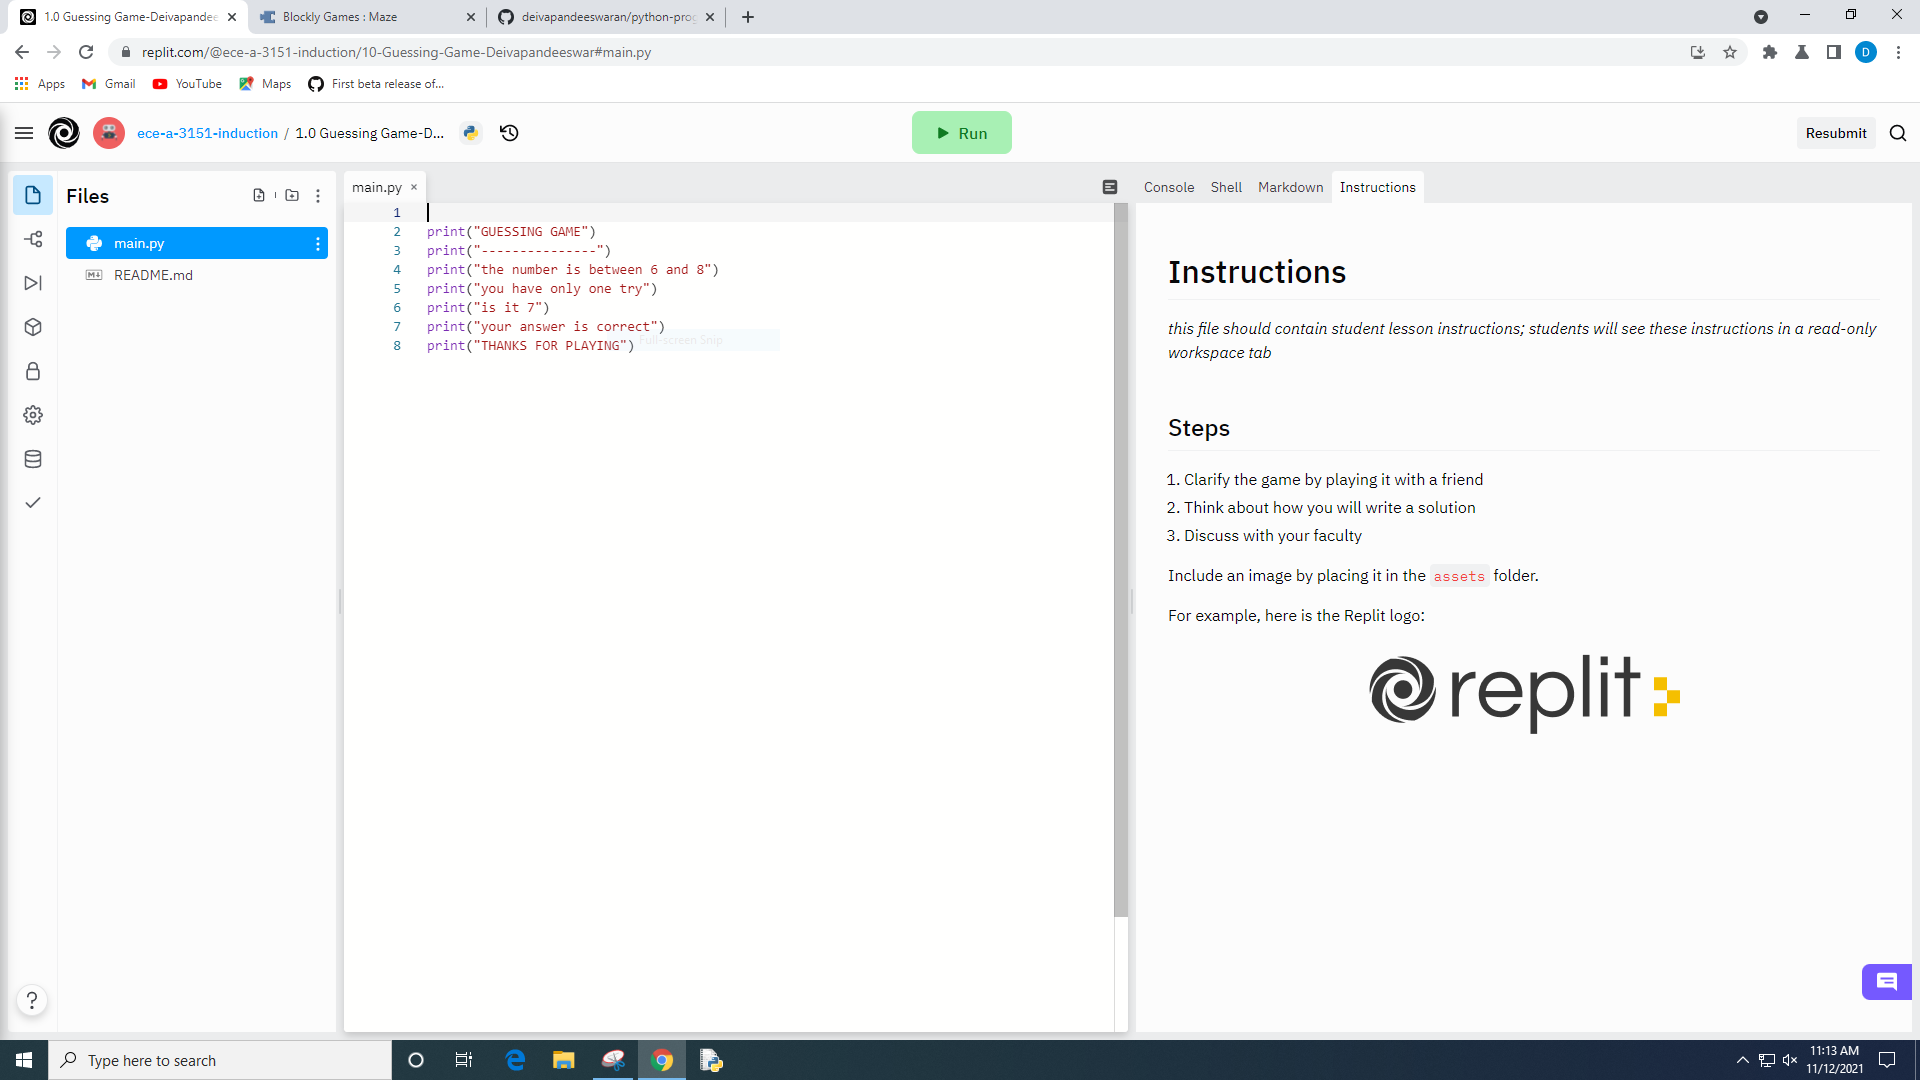 1.0 Guessing Game-Deivapandee
Blockly Games : Maze
deivapandeeswaran/python-prog
replit.com/@ece-a-3151-induction/10-Guessing-Game-Deivapandeeswar#main.py
D
Apps
Gmail
YouTube
Maps
First beta release of...
ece-a-3151-induction / 1.0 Guessing Game-D...
Run
Resubmit
Files
main.py
README.md
main.py
1
2 print("GUESSING GAME")
3 print("---------------")
4 print("the number is between 6 and 8")
5 print("you have only one try")
6 print("is it 7")
7 print("your answer is correct")
8 print("THANKS FOR PLAYING")
Full-screen Snip
Console Shell Markdown Instructions
Instructions
this file should contain student lesson instructions; students will see these instructions in a read-only
workspace tab
Steps
1. Clarify the game by playing it with a friend
2. Think about how you will write a solution
3. Discuss with your faculty
Include an image by placing it in the assets folder.
For example, here is the Replit logo:
replit
?
Type here to search
11:13 AM
11/12/2021